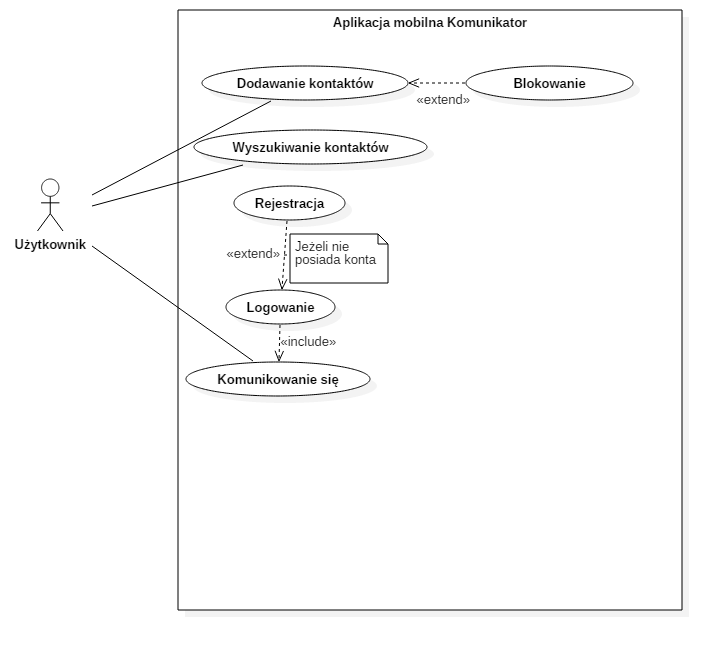 Aplikacja mobilna Komunikator
Dodawanie kontaktów
Blokowanie
«extend»
Wyszukiwanie kontaktów
Rejestracja
Użytkownik
«extend»
Jeżeli nie
posiada konta
Logowanie
«include»
Komunikowanie się